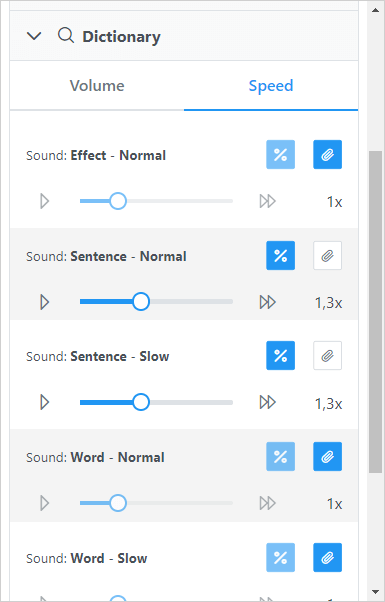 Dictionary
Volume Speed
Sound: Effect - Normal
1x
Sound: Sentence - Normal
1,3x
Sound: Sentence - Slow
1,3x
Sound: Word - Normal
1x
Sound: Word - Slow
1x